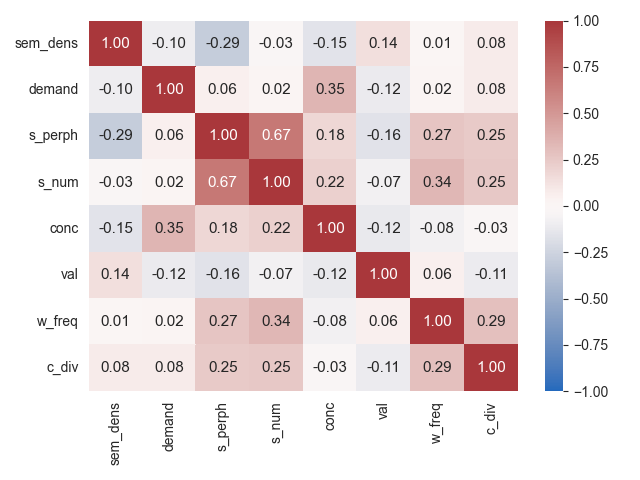 sem_dens 1.00 -0.10 -0.29 -0.03 -0.15 0.14 0.01 0.08
demand -0.10 1.00 0.06 0.02 0.35 -0.12 0.02 0.08
s_perph -0.29 0.06 1.00 0.67 0.18 -0.16 0.27 0.25
s_num -0.03 0.02 0.67 1.00 0.22 -0.07 0.34 0.25
conc -0.15 0.35 0.18 0.22 1.00 -0.12 -0.08 -0.03
val 0.14 -0.12 -0.16 -0.07 -0.12 1.00 0.06 -0.11
w_freq 0.01 0.02 0.27 0.34 -0.08 0.06 1.00 0.29
c_div 0.08 0.08 0.25 0.25 -0.03 -0.11 0.29 1.00
sem_dens demand s_perph s_num conc val w_freq c_div
1.00
0.75
0.50
0.25
0.00
−0.25
−0.50
−0.75
−1.00